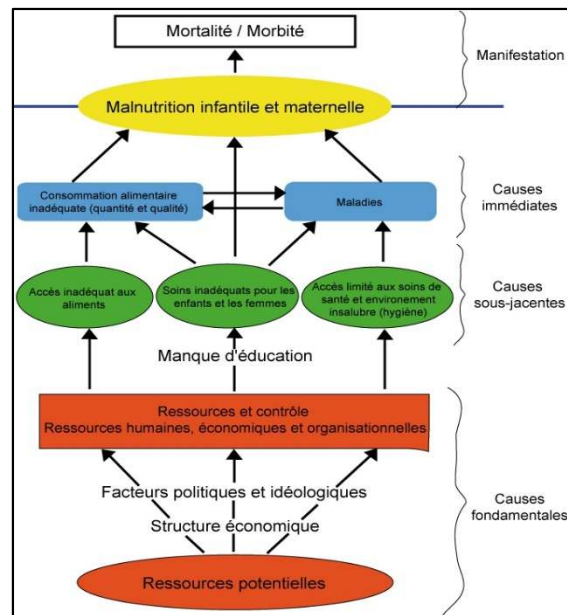 Mortalité / Morbité
Manifestation
Malnutrition infantile et maternelle
Consommation alimentaire
inadéquate (quantité et qualité)
Maladies
Causes
immédiates
Accès inadéquat aux
aliments
Soins inadéquats pour les
enfants et les femmes
Accès limité aux soins de
santé et environement
insalubre (hygiène)
Causes
sous-jacentes
Manque d'éducation
Ressources et contrôle
Ressources humaines, économiques et organisationnelles
Facteurs politiques et idéologiques
Structure économique
Causes
fondamentales
Ressources potentielles